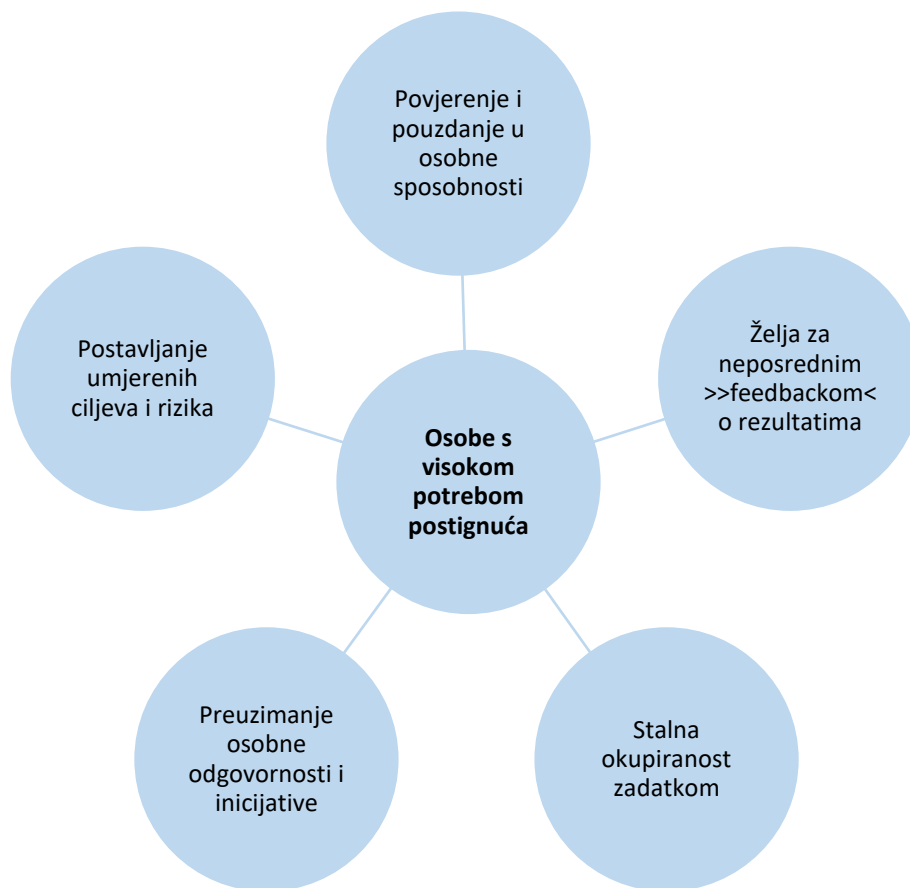 Povjerenje i
pouzdanje u
osobne
sposobnosti
Postavljanje
umjerenih
ciljeva i rizika
Želja za
neposrednim
>>feedbackom<
o rezultatima
Osobe s
visokom
potrebom
postignuća
Preuzimanje
osobne
odgovornosti i
inicijative
Stalna
okupiranost
zadatkom